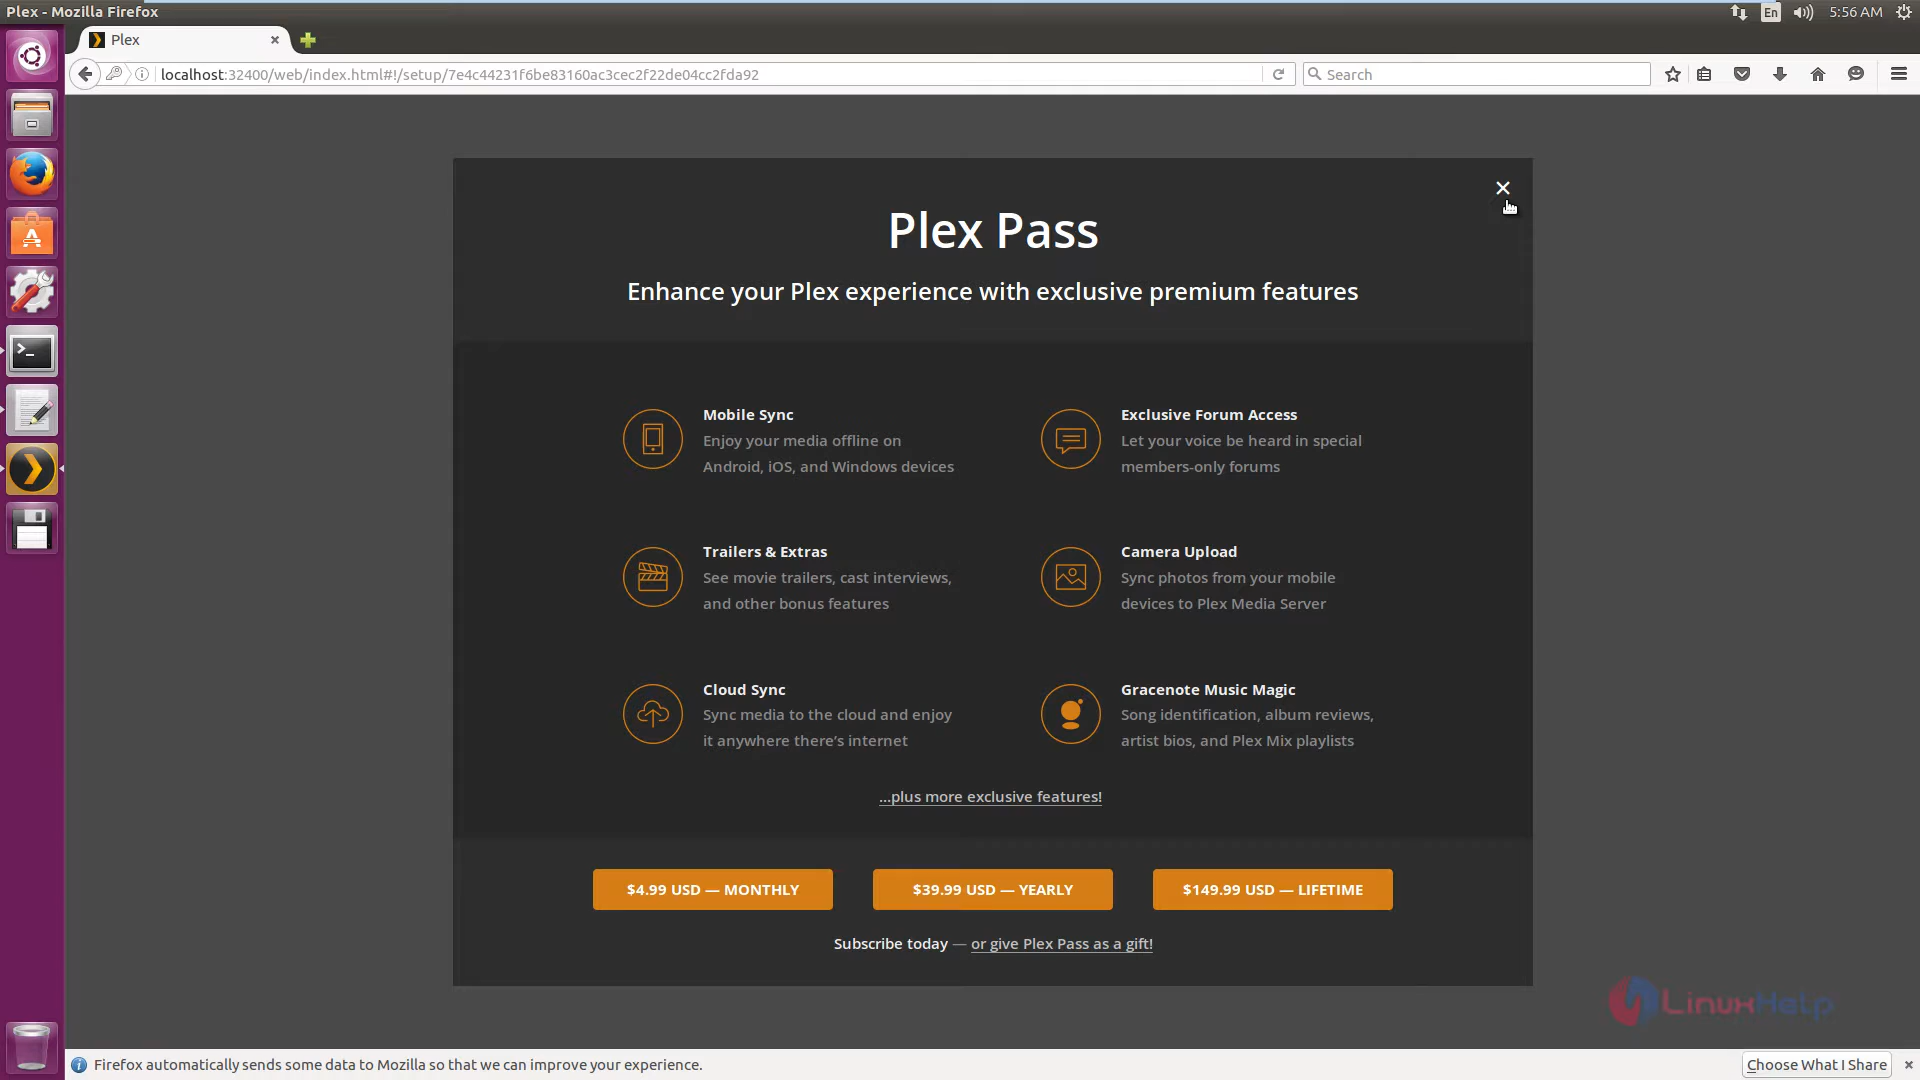 Plex - Mozilla Firefox
En
5:56 AM
Plex
localhost:32400/web/index.html#!/setup/7e4c44231f6be83160ac3cec2f22de04cc2fda92
Search
Plex Pass
Enhance your Plex experience with exclusive premium features
Mobile Sync
Enjoy your media offline on
Android, iOS, and Windows devices
Exclusive Forum Access
Let your voice be heard in special
members-only forums
Trailers & Extras
See movie trailers, cast interviews,
and other bonus features
Camera Upload
Sync photos from your mobile
devices to Plex Media Server
Cloud Sync
Sync media to the cloud and enjoy
it anywhere there's internet
Gracenote Music Magic
Song identification, album reviews,
artist bios, and Plex Mix playlists
...plus more exclusive features!
$4.99 USD — MONTHLY
$39.99 USD — YEARLY
$149.99 USD — LIFETIME
Subscribe today — or give Plex Pass as a gift!
LinuxHelp
Firefox automatically sends some data to Mozilla so that we can improve your experience.
Choose What I Share